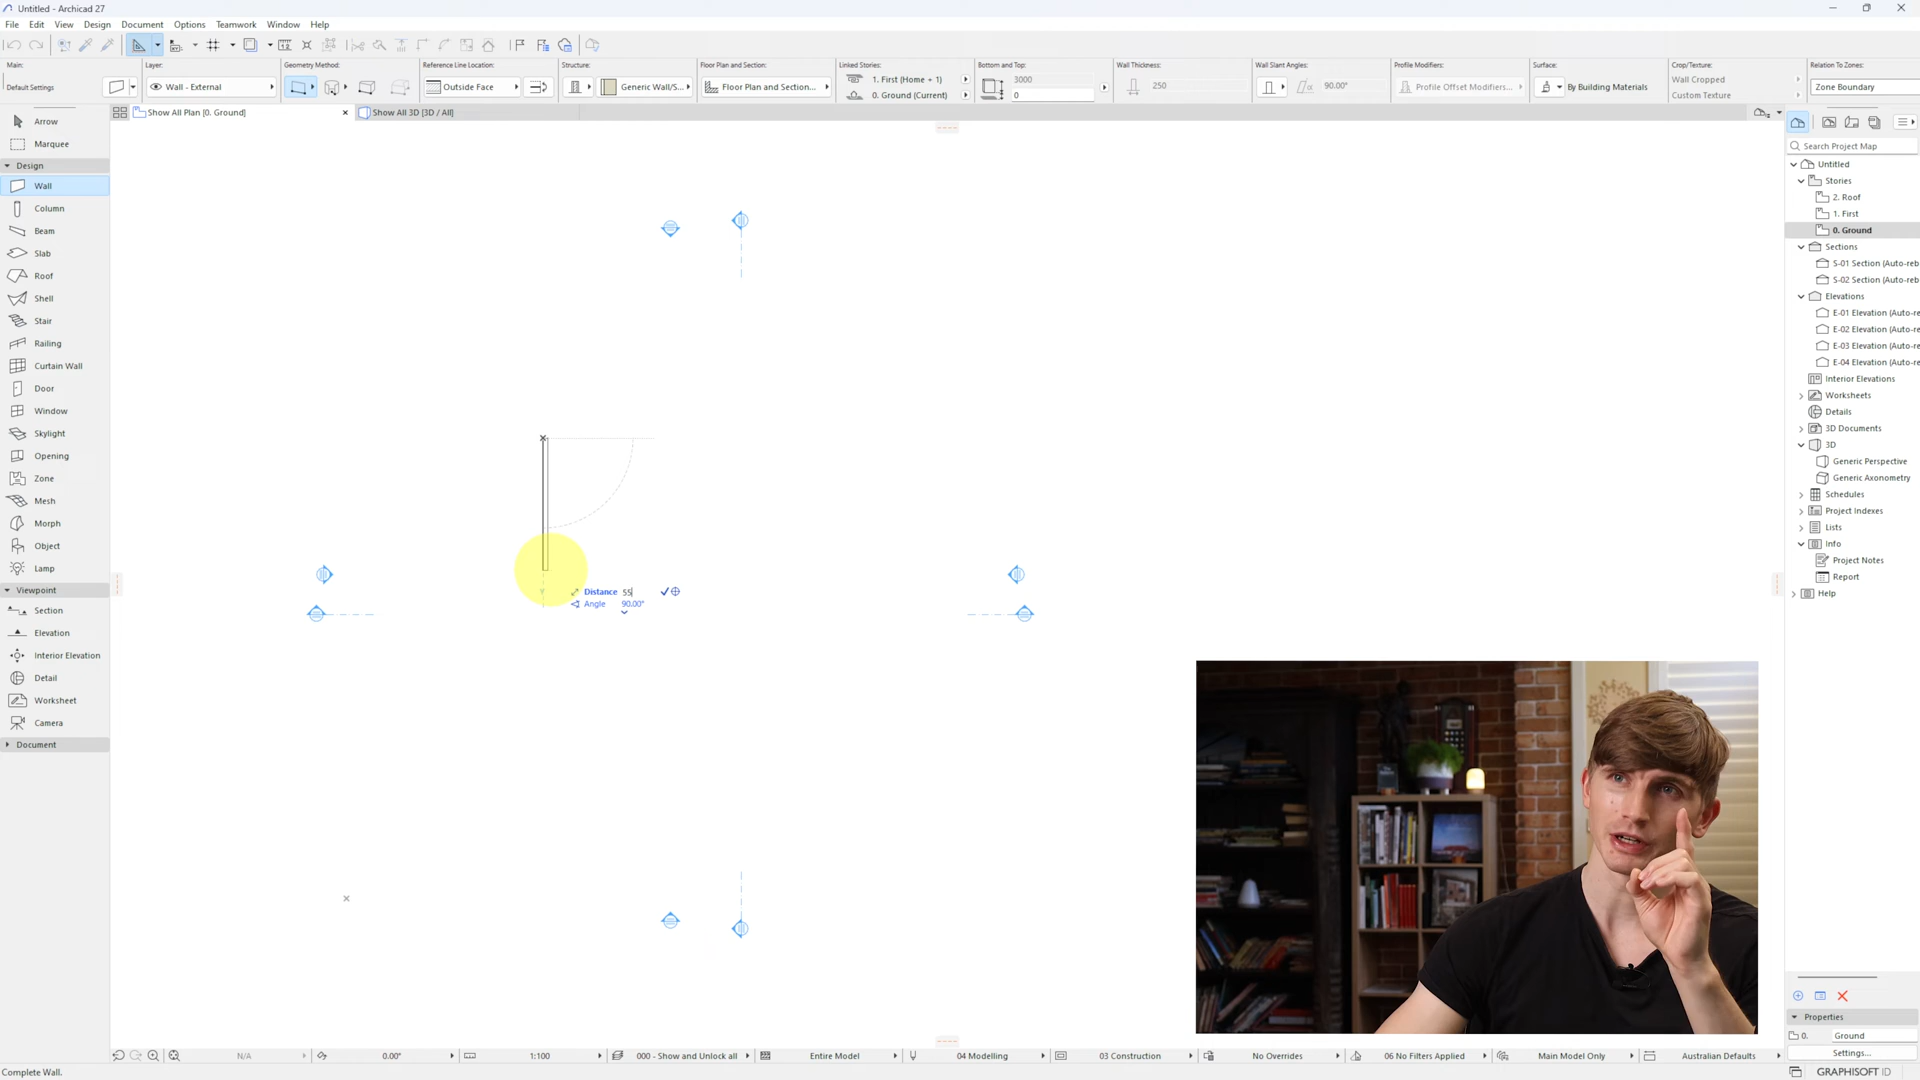 Untitled - Archicad 27
File Edit View Design Document Options Teamwork Window Help
Main: Layer: Geometry Method: Reference Line Location: Structure: Floor Plan and Section: Linked Stories: Bottom and Top: Wall Thickness: Wall Slant Angles: Profile Modifiers: Surface: Crop/Texture: Relation To Zones:
Default Settings Wall - External Outside Face Generic Wall/S... Floor Plan and Section... 1. First (Home + 1) 3000 250 90.00° Profile Offset Modifiers... By Building Materials Wall Cropped Zone Boundary
0. Ground (Current) 0 Custom Texture
Show All Plan [0. Ground] Show All 3D [3D / All]
Arrow
Marquee
Design
Wall
Column
Beam
Slab
Roof
Shell
Stair
Railing
Curtain Wall
Door
Window
Skylight
Opening
Zone
Mesh
Morph
Object
Lamp
Viewpoint
Section
Elevation
Interior Elevation
Detail
Worksheet
Camera
Document
Distance 55
Angle 90.00°
Search Project Map
Untitled
Stories
2. Roof
1. First
0. Ground
Sections
S-01 Section (Auto-reb
S-02 Section (Auto-reb
Elevations
E-01 Elevation (Auto-re
E-02 Elevation (Auto-re
E-03 Elevation (Auto-re
E-04 Elevation (Auto-re
Interior Elevations
Worksheets
Details
3D Documents
3D
Generic Perspective
Generic Axonometry
Schedules
Project Indexes
Lists
Info
Project Notes
Report
Help
Properties
0. Ground
Settings...
N/A 0.00° 1:100 000 - Show and Unlock all Entire Model 04 Modelling 03 Construction No Overrides 06 No Filters Applied Main Model Only Australian Defaults
Complete Wall. GRAPHISOFT ID